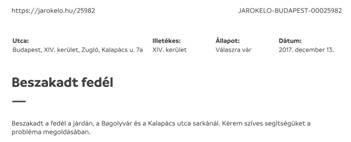 https://jarokelo.hu/25982 JAROKELO-BUDAPEST-00025982
Utca: Illetékes: Állapot: Dátum:
Budapest, XIV. kerület, Zugló, Kalapács u. 7a XIV. kerület Válaszra vár 2017. december 13.
Beszakadt fedél
Beszakadt a fedél a járdán, a Bagolyvár és a Kalapács utca sarkánál. Kérem szíves segítségüket a
probléma megoldásában.